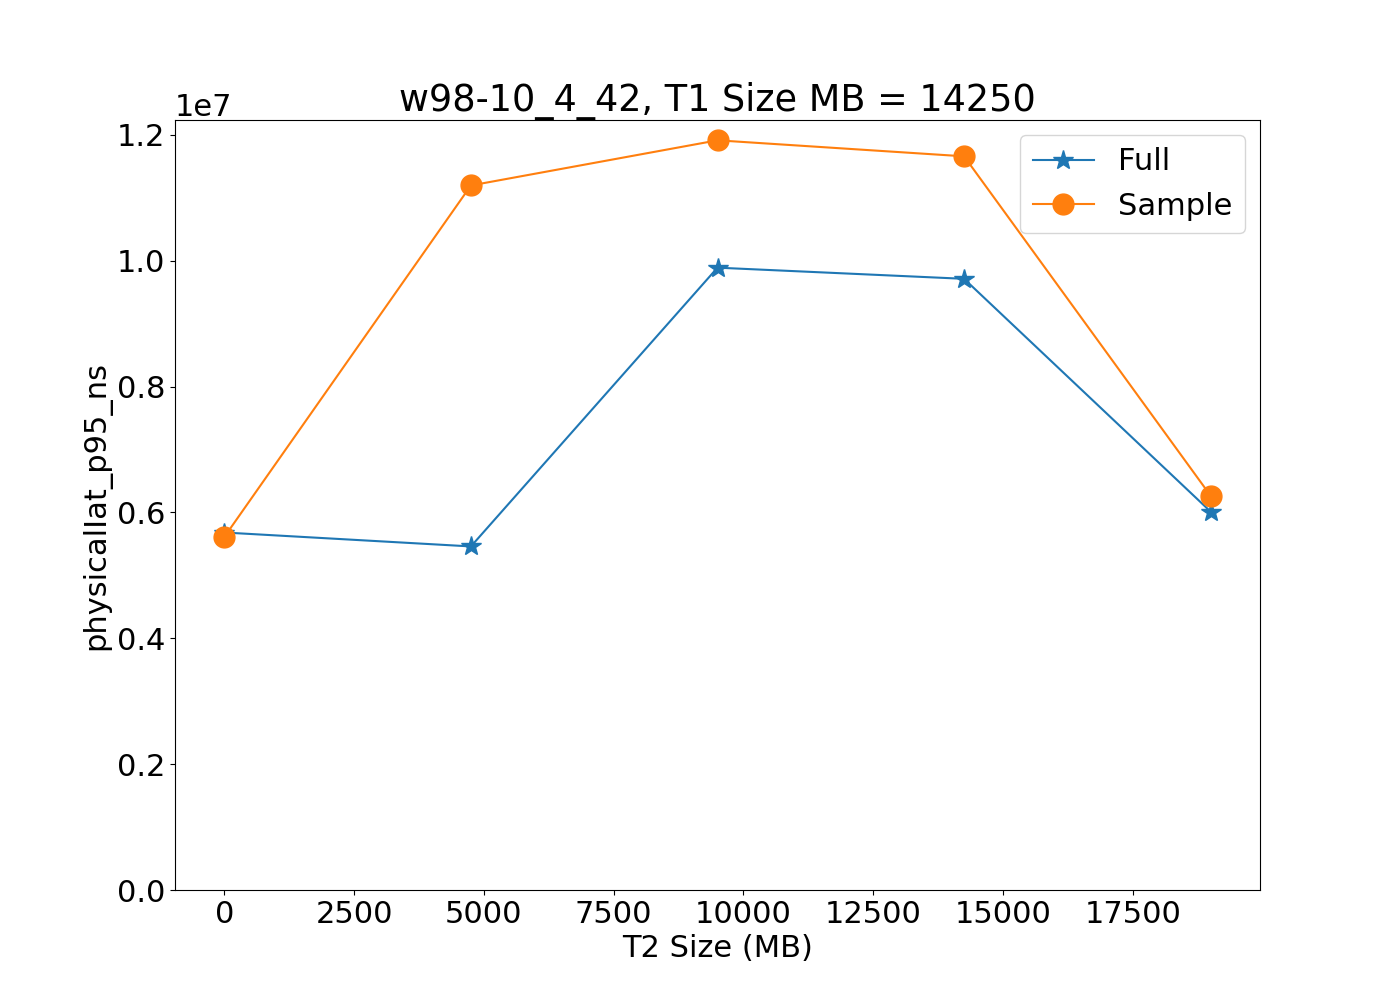 w98-10_4_42, T1 Size MB = 14250
1e7
1.2
1.0
0.8
0.6
0.4
0.2
0.0
physicallat_p95_ns
Full
Sample
0 2500 5000 7500 10000 12500 15000 17500
T2 Size (MB)